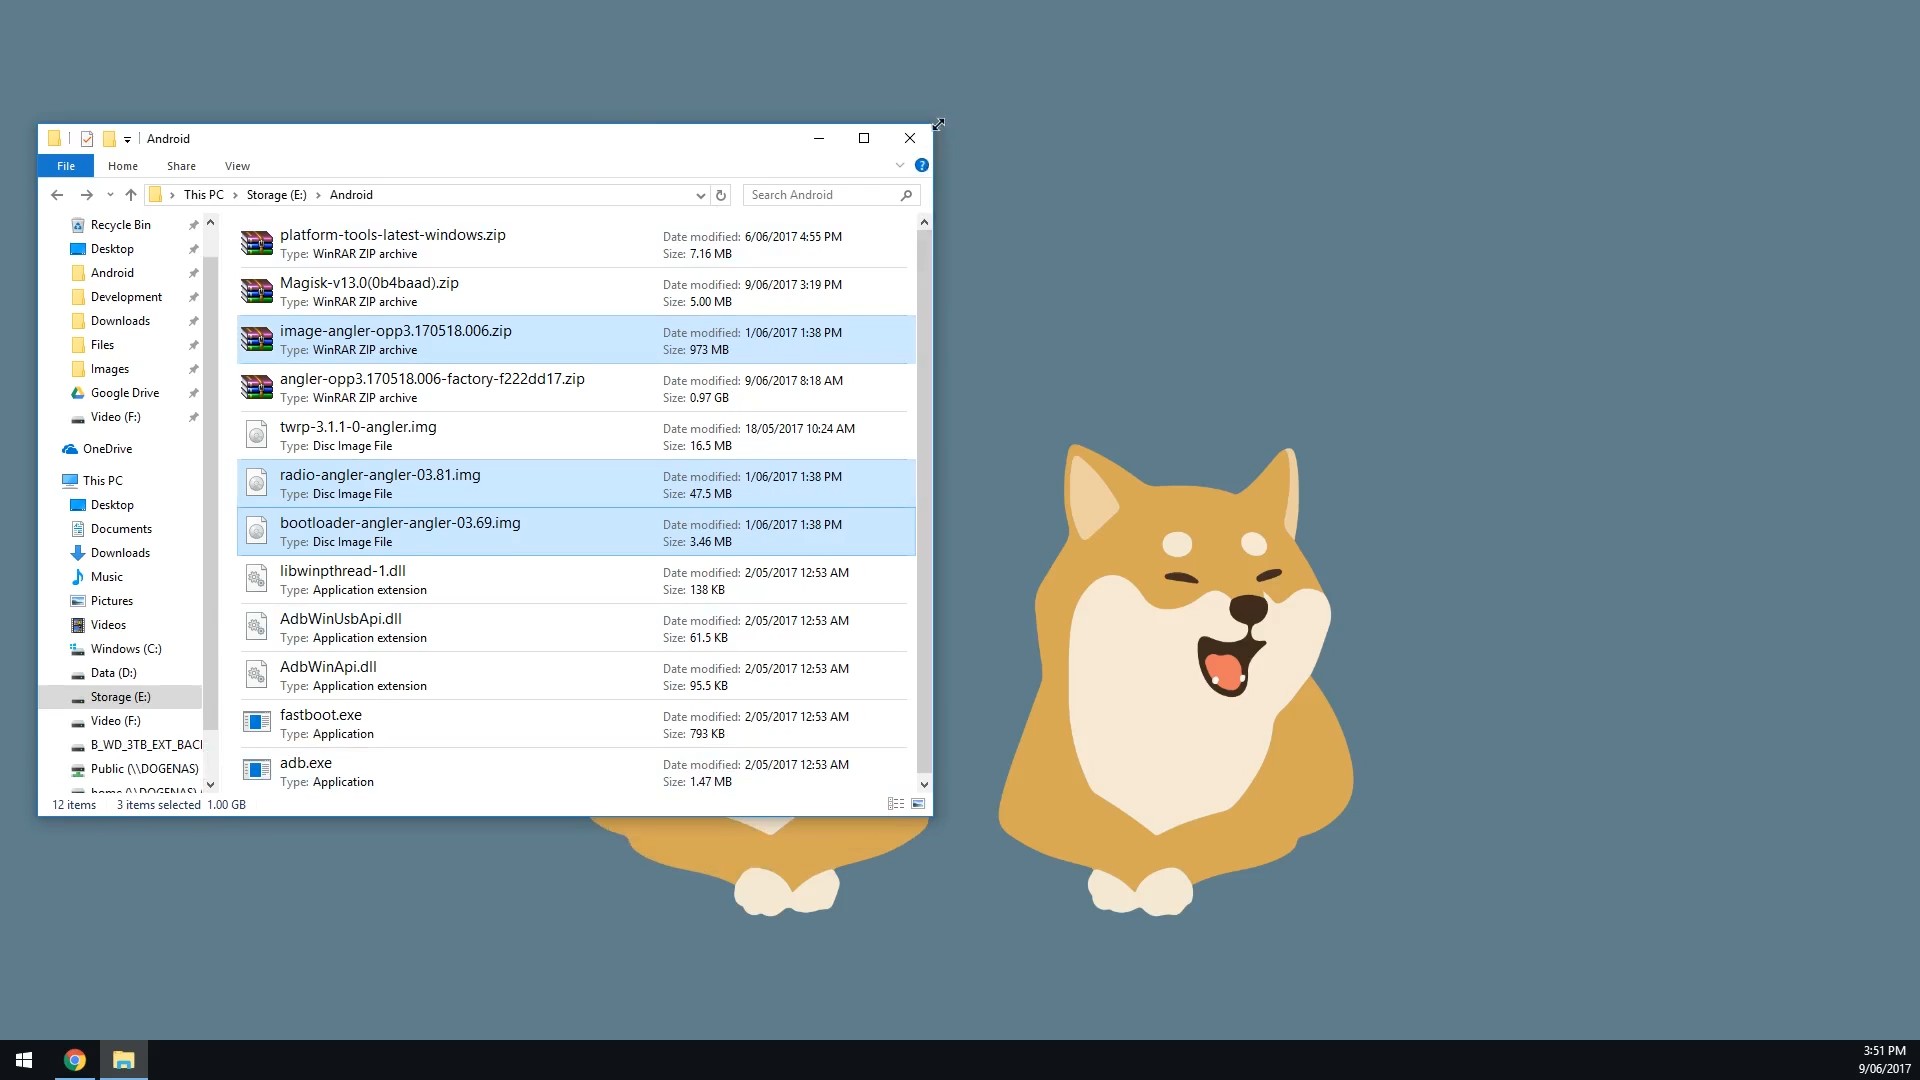 Android
File Home Share View
This PC > Storage (E:) > Android
Search Android
Recycle Bin
Desktop
Android
Development
Downloads
Files
Images
Google Drive
Video (F:)
OneDrive
This PC
Desktop
Documents
Downloads
Music
Pictures
Videos
Windows (C:)
Data (D:)
Storage (E:)
Video (F:)
B_WD_3TB_EXT_BACI
Public (\\DOGENAS)
platform-tools-latest-windows.zip Date modified: 6/06/2017 4:55 PM
Type: WinRAR ZIP archive Size: 7.16 MB
Magisk-v13.0(0b4baad).zip Date modified: 9/06/2017 3:19 PM
Type: WinRAR ZIP archive Size: 5.00 MB
image-angler-opp3.170518.006.zip Date modified: 1/06/2017 1:38 PM
Type: WinRAR ZIP archive Size: 973 MB
angler-opp3.170518.006-factory-f222dd17.zip Date modified: 9/06/2017 8:18 AM
Type: WinRAR ZIP archive Size: 0.97 GB
twrp-3.1.1-0-angler.img Date modified: 18/05/2017 10:24 AM
Type: Disc Image File Size: 16.5 MB
radio-angler-angler-03.81.img Date modified: 1/06/2017 1:38 PM
Type: Disc Image File Size: 47.5 MB
bootloader-angler-angler-03.69.img Date modified: 1/06/2017 1:38 PM
Type: Disc Image File Size: 3.46 MB
libwinpthread-1.dll Date modified: 2/05/2017 12:53 AM
Type: Application extension Size: 138 KB
AdbWinUsbApi.dll Date modified: 2/05/2017 12:53 AM
Type: Application extension Size: 61.5 KB
AdbWinApi.dll Date modified: 2/05/2017 12:53 AM
Type: Application extension Size: 95.5 KB
fastboot.exe Date modified: 2/05/2017 12:53 AM
Type: Application Size: 793 KB
adb.exe Date modified: 2/05/2017 12:53 AM
Type: Application Size: 1.47 MB
12 items 3 items selected 1.00 GB
3:51 PM
9/06/2017